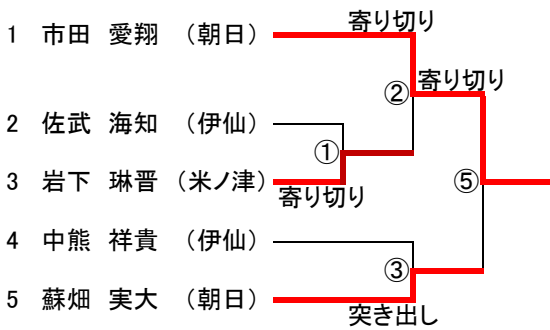 寄り切り
1 市田 愛翔 (朝日)
② 寄り切り
2 佐武 海知 (伊仙)
①
3 岩下 琳晋 (米ノ津)
寄り切り
⑤
4 中熊 祥貴 (伊仙)
③
5 蘇畑 実大 (朝日)
突き出し